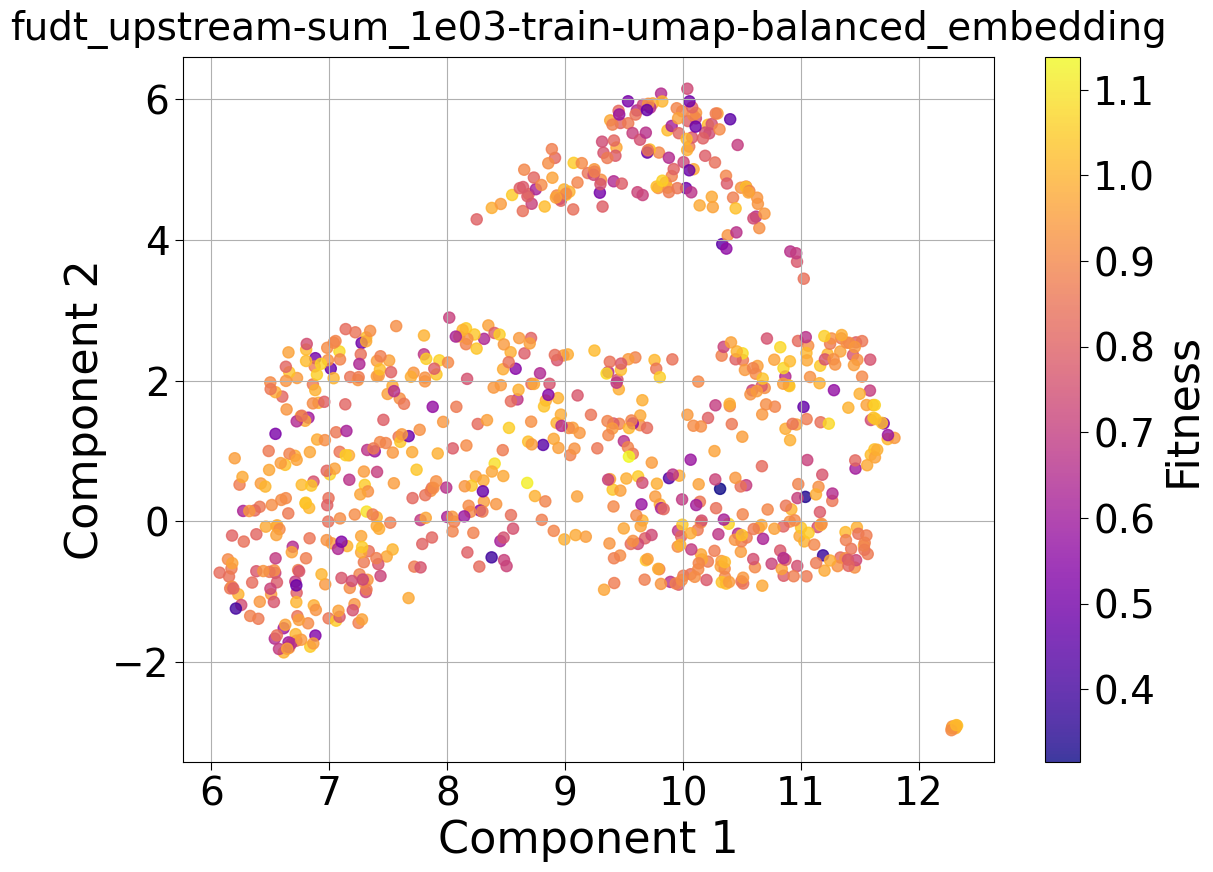 fudt_upstream-sum_1e03-train-umap-balanced_embedding
6
4
2
0
−2
6 7 8 9 10 11 12
Component 1
Component 2
1.1
1.0
0.9
0.8
0.7
0.6
0.5
0.4
Fitness